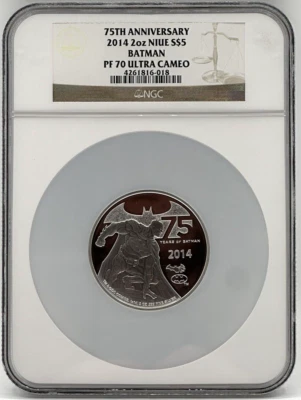 75TH ANNIVERSARY
2014 2oz NIUE S$5
BATMAN
PF 70 ULTRA CAMEO
4261816-018
NGC
75
YEARS OF BATMAN
2014